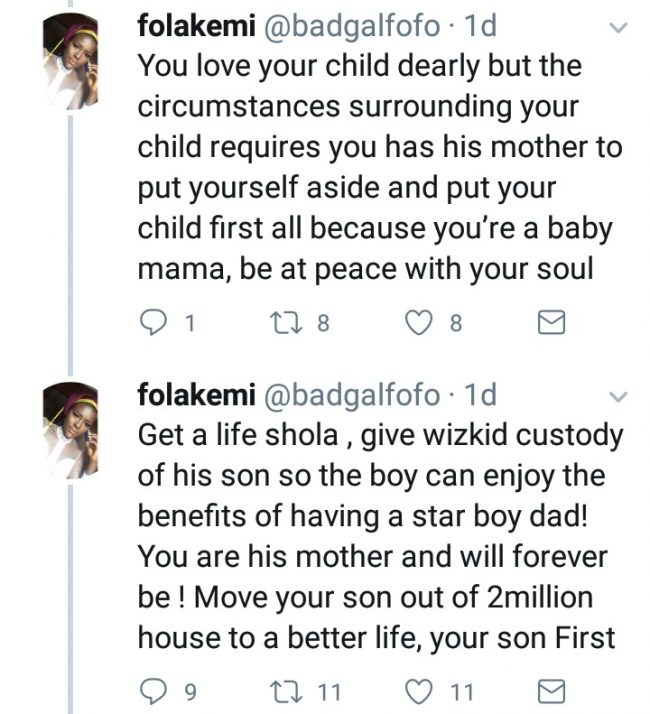 folakemi @badgalfofo · 1d
You love your child dearly but the
circumstances surrounding your
child requires you has his mother to
put yourself aside and put your
child first all because you're a baby
mama, be at peace with your soul
1 8 8
folakemi @badgalfofo · 1d
Get a life shola , give wizkid custody
of his son so the boy can enjoy the
benefits of having a star boy dad!
You are his mother and will forever
be ! Move your son out of 2million
house to a better life, your son First
9 11 11